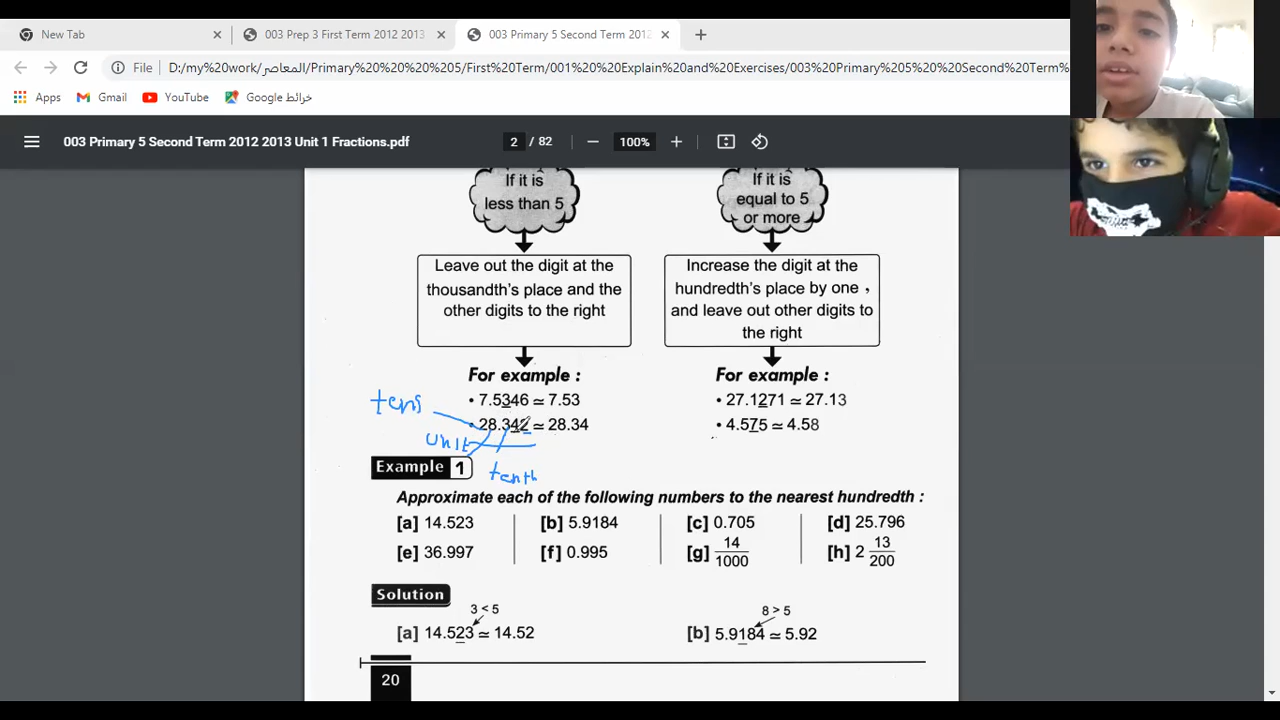 New Tab
003 Prep 3 First Term 2012 2013
003 Primary 5 Second Term 2012
File
D:/my%20work/المعاصر/Primary%20%20%20%205/First%20Term/001%20%20Explain%20and%20Exercises/003%20Primary%205%20%20Second%20Term%
Apps
Gmail
YouTube
خرائط Google
003 Primary 5 Second Term 2012 2013 Unit 1 Fractions.pdf
2 / 82
100%
If it is
less than 5
If it is
equal to 5
or more
Leave out the digit at the
thousandth's place and the
other digits to the right
Increase the digit at the
hundredth's place by one ,
and leave out other digits to
the right
For example :
• 7.5346 ≃ 7.53
• 28.342 ≃ 28.34
For example :
• 27.1271 ≃ 27.13
• 4.575 ≃ 4.58
tens
unit
tenth
Example 1
Approximate each of the following numbers to the nearest hundredth :
[a] 14.523 [b] 5.9184 [c] 0.705 [d] 25.796
[e] 36.997 [f] 0.995 [g] 14/1000 [h] 2 13/200
Solution
3 < 5
[a] 14.523 ≃ 14.52
8 > 5
[b] 5.9184 ≃ 5.92
20